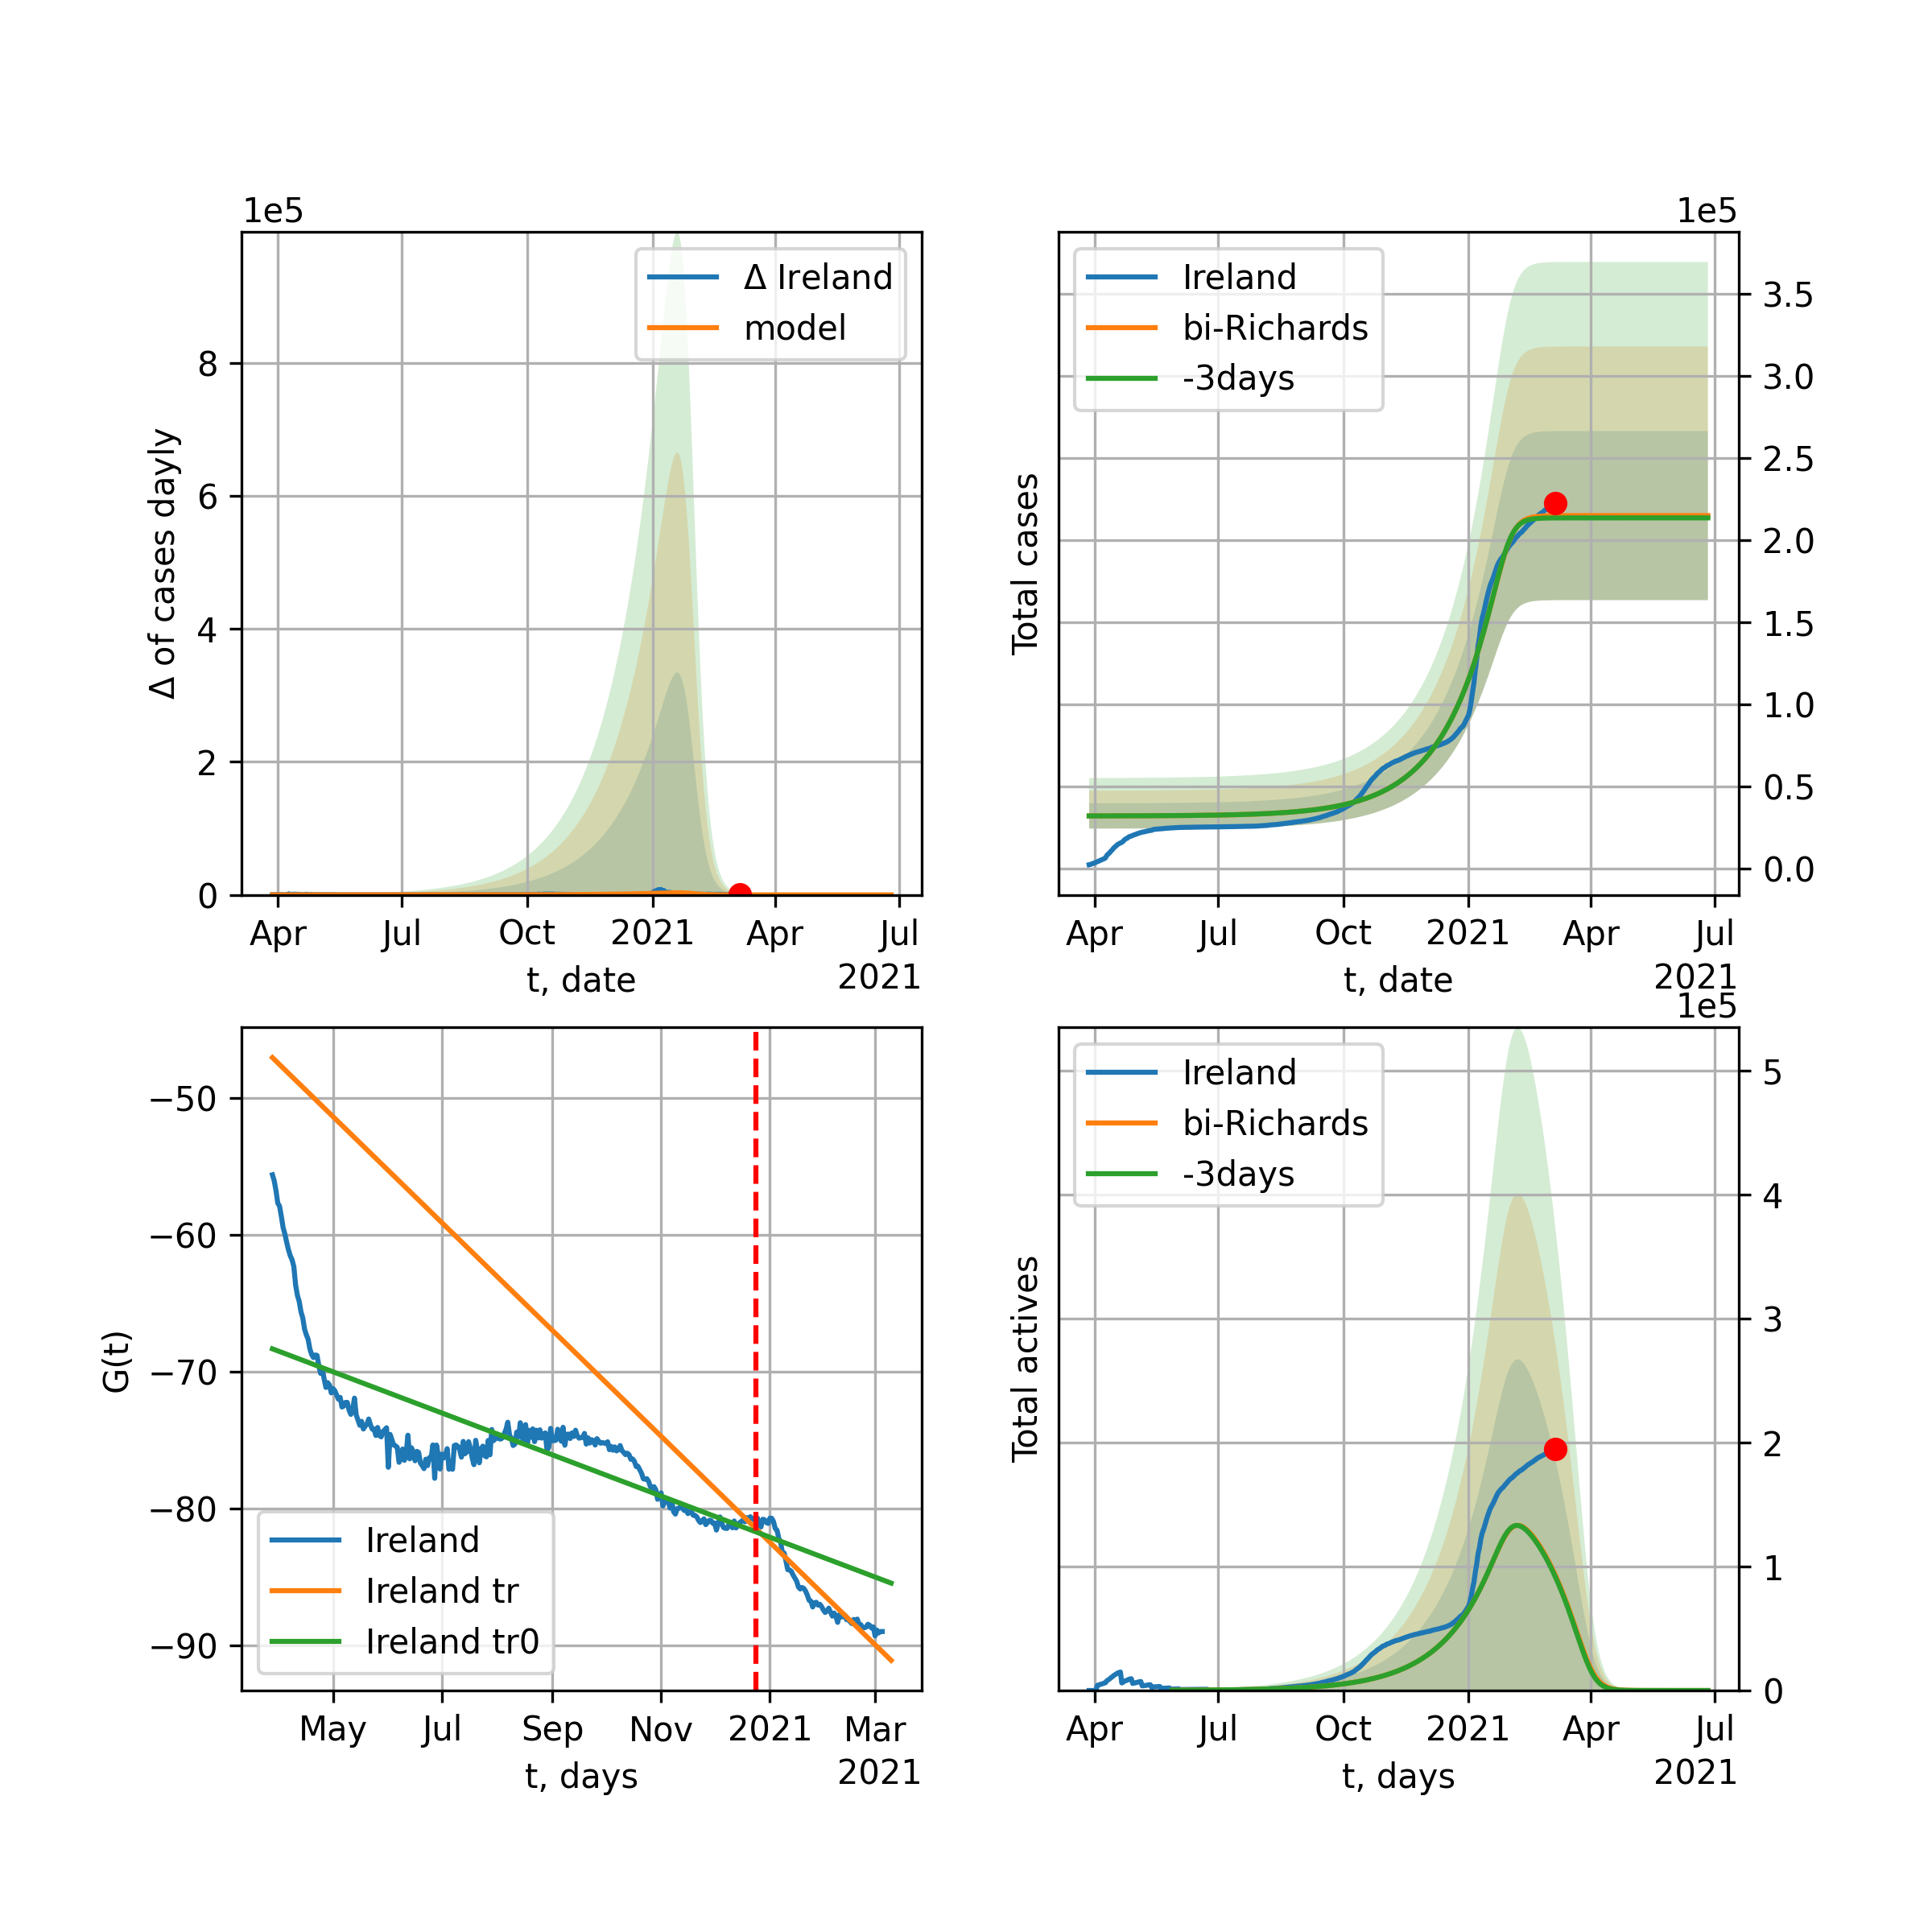 1e5
Δ of cases dayly
8
6
4
2
0
Δ Ireland
model
Apr Jul Oct 2021 Apr Jul
2021
t, date
1e5
Total cases
Ireland
bi-Richards
-3days
3.5
3.0
2.5
2.0
1.5
1.0
0.5
0.0
Apr Jul Oct 2021 Apr Jul
2021
t, date
G(t)
−50
−60
−70
−80
−90
Ireland
Ireland tr
Ireland tr0
May Jul Sep Nov 2021 Mar
2021
t, days
1e5
Total actives
Ireland
bi-Richards
-3days
5
4
3
2
1
0
Apr Jul Oct 2021 Apr Jul
2021
t, days